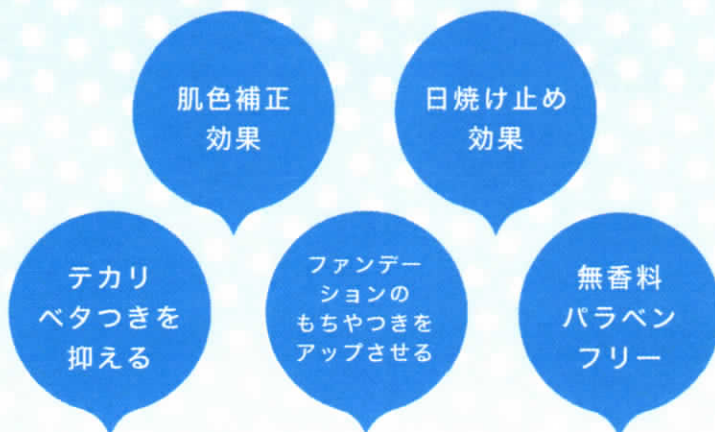 肌色補正
効果
日焼け止め
効果
テカリ
ベタつきを
抑える
ファンデー
ションの
もちやつきを
アップさせる
無香料
パラベン
フリー